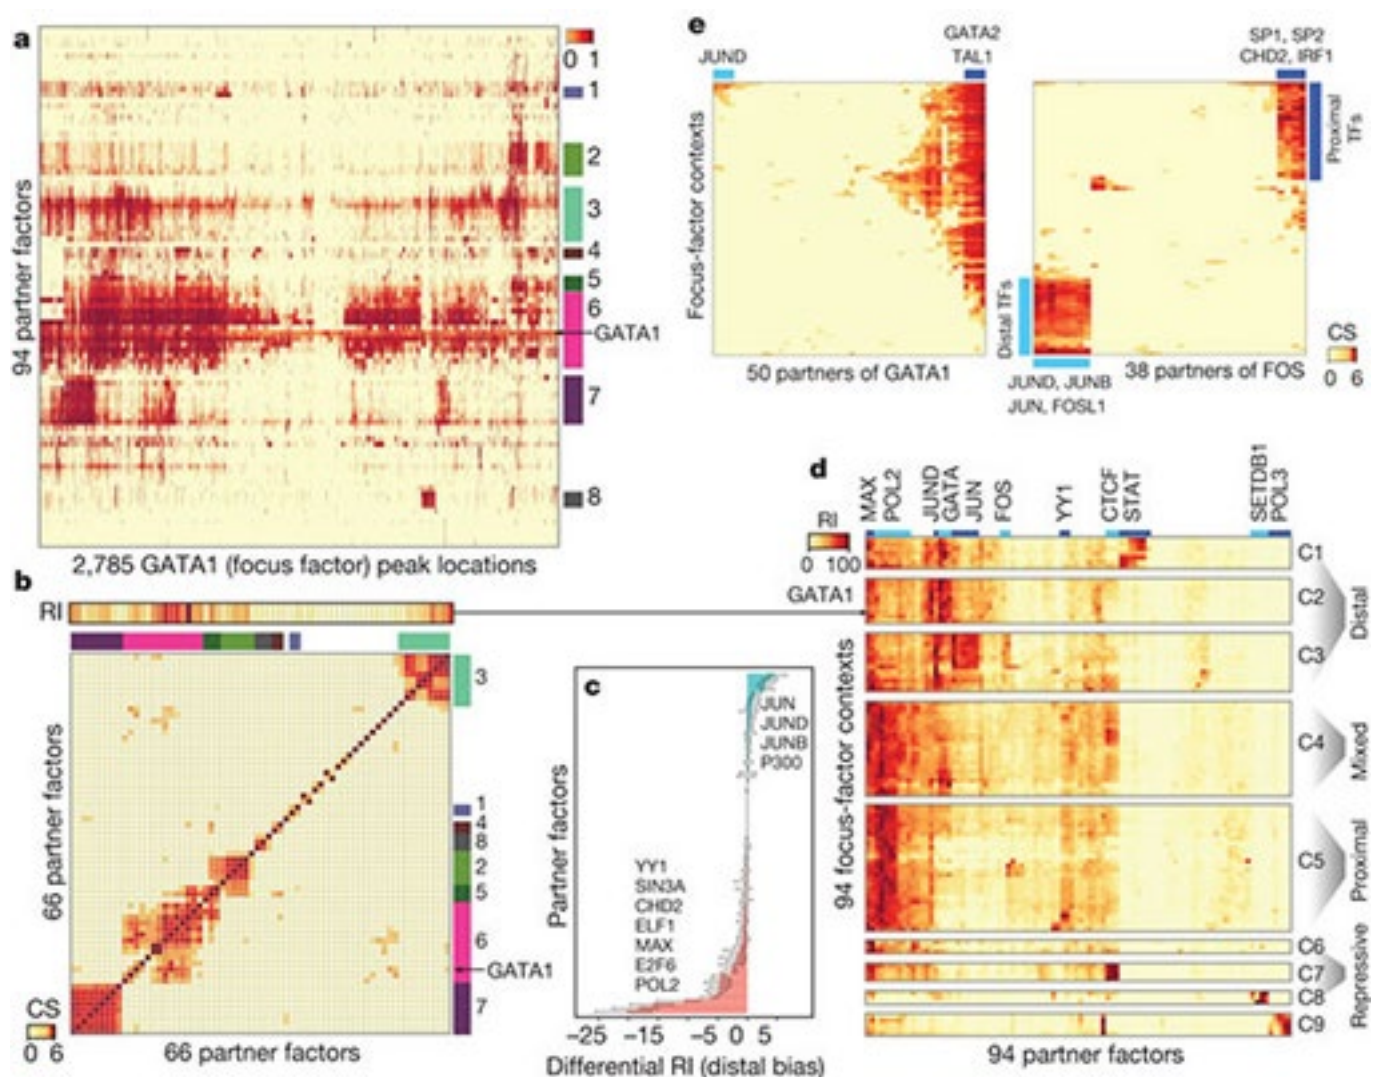 a
94 partner factors
0 1
1
2
3
4
5
6
GATA1
7
8
2,785 GATA1 (focus factor) peak locations
b
RI
66 partner factors
3
1
4
8
2
5
6
GATA1
7
CS
0 6
66 partner factors
c
Partner factors
JUN
JUND
JUNB
P300
YY1
SIN3A
CHD2
ELF1
MAX
E2F6
POL2
−25 −15 −5 0 5
Differential RI (distal bias)
e
JUND
GATA2
TAL1
Focus-factor contexts
50 partners of GATA1
SP1, SP2
CHD2, IRF1
Proximal
TFs
Distal TFs
JUND, JUNB
JUN, FOSL1
38 partners of FOS
CS
0 6
d
MAX
POL2
JUND
GATA
JUN
FOS
YY1
CTCF
STAT
SETDB1
POL3
RI
0 100
GATA1
94 focus-factor contexts
C1
C2
C3
C4
C5
C6
C7
C8
C9
Distal
Mixed
Proximal
Repressive
94 partner factors